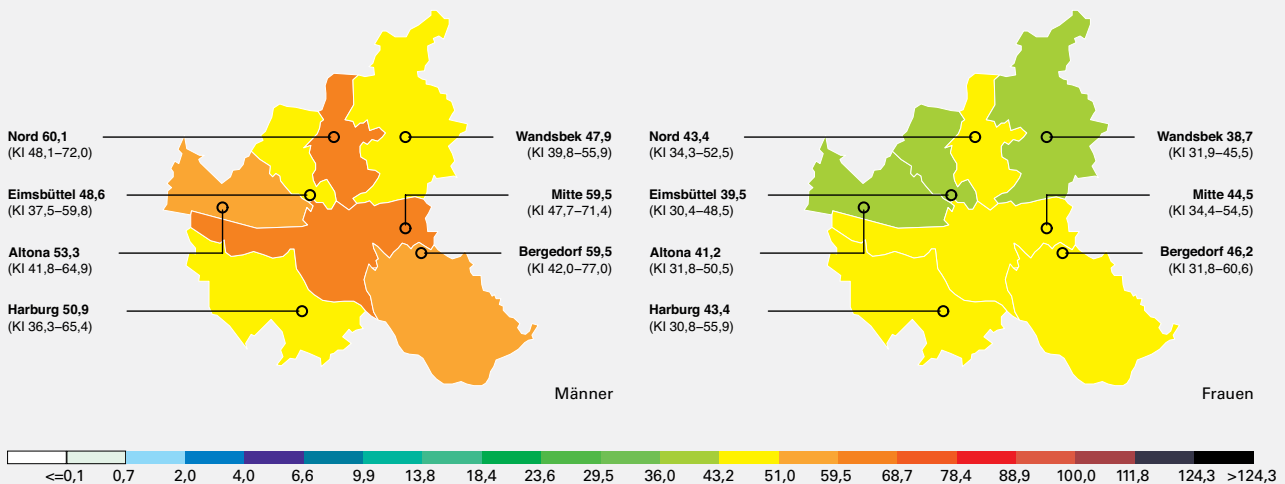 Nord 60,1
(KI 48,1–72,0)
Eimsbüttel 48,6
(KI 37,5–59,8)
Altona 53,3
(KI 41,8–64,9)
Harburg 50,9
(KI 36,3–65,4)
Wandsbek 47,9
(KI 39,8–55,9)
Mitte 59,5
(KI 47,7–71,4)
Bergedorf 59,5
(KI 42,0–77,0)
Männer
Nord 43,4
(KI 34,3–52,5)
Eimsbüttel 39,5
(KI 30,4–48,5)
Altona 41,2
(KI 31,8–50,5)
Harburg 43,4
(KI 30,8–55,9)
Wandsbek 38,7
(KI 31,9–45,5)
Mitte 44,5
(KI 34,4–54,5)
Bergedorf 46,2
(KI 31,8–60,6)
Frauen
<=0,1 0,7 2,0 4,0 6,6 9,9 13,8 18,4 23,6 29,5 36,0 43,2 51,0 59,5 68,7 78,4 88,9 100,0 111,8 124,3 >124,3